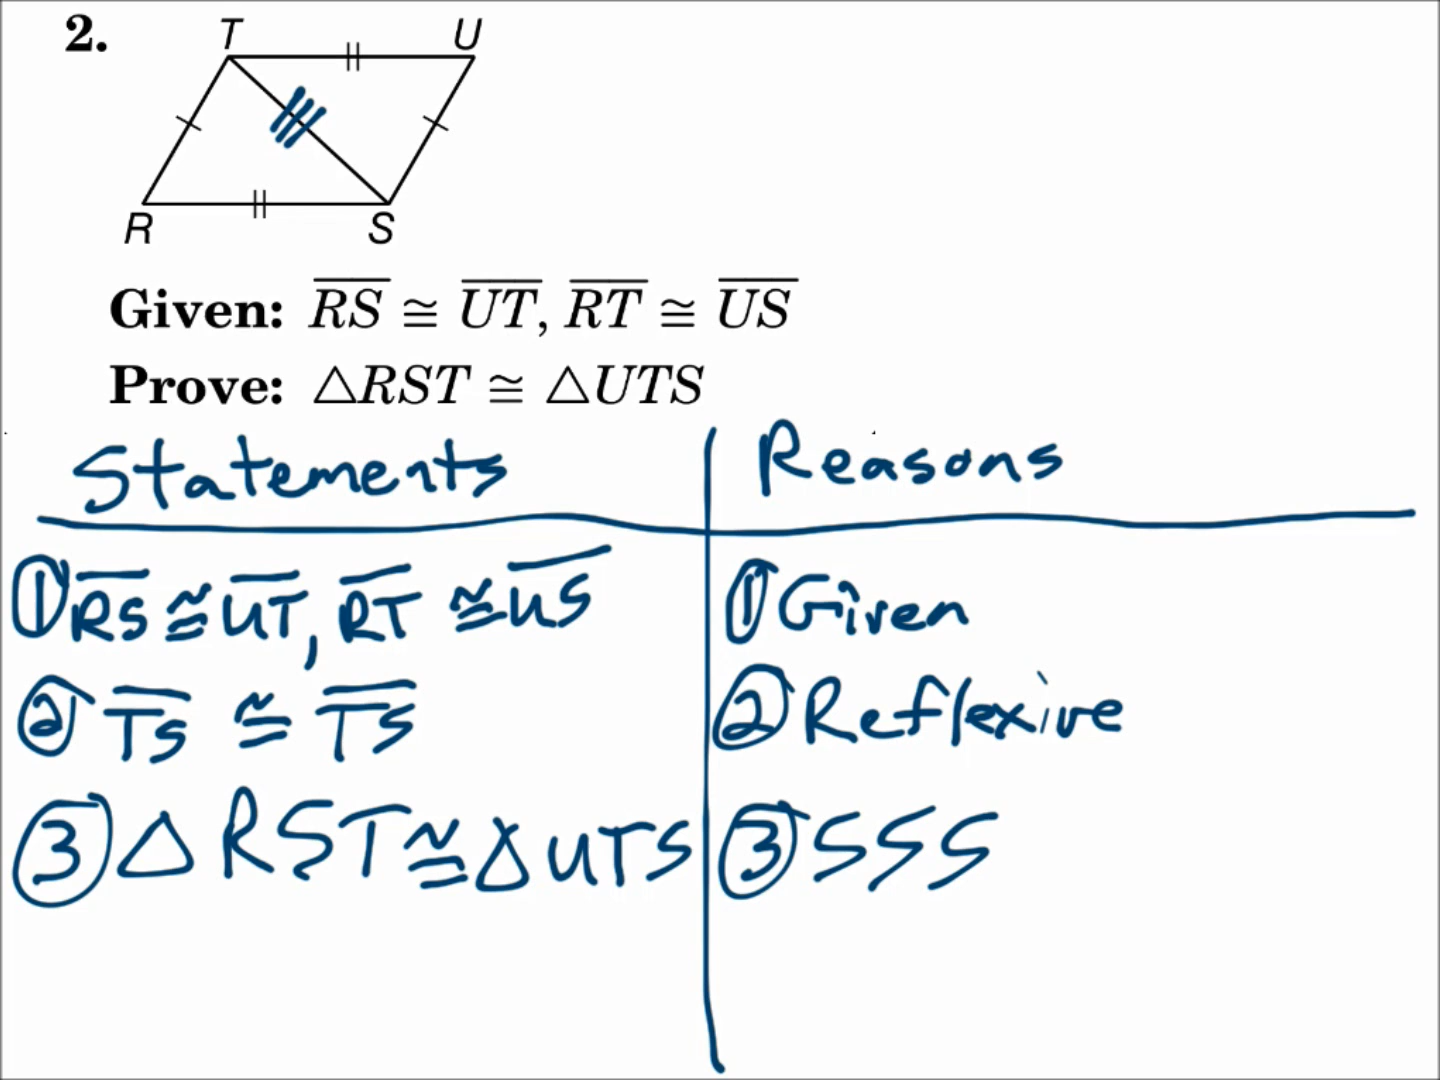 2.
T U
R S
Given: RS ≅ UT, RT ≅ US
Prove: △RST ≅ △UTS
Statements Reasons
① RS ≅ UT, RT ≅ US ① Given
② TS ≅ TS ② Reflexive
③ △RST ≅ △UTS ③ SSS